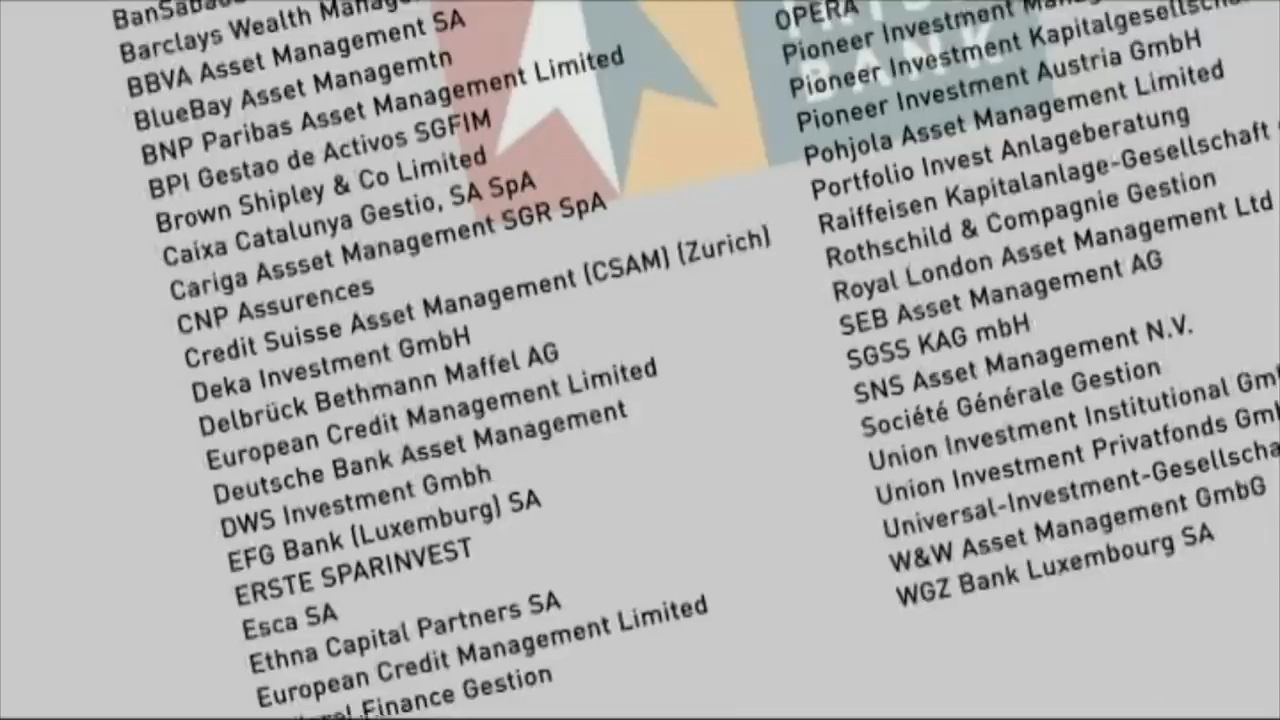 Barclays Wealth
BBVA Asset Management SA
BlueBay Asset Managemtn
BNP Paribas Asset Management Limited
BPI Gestao de Activos SGFIM
Brown Shipley & Co Limited
Caixa Catalunya Gestio, SA SpA
Cariga Assset Management SGR SpA
CNP Assurences
Credit Suisse Asset Management (CSAM) (Zurich)
Deka Investment GmbH
Delbrück Bethmann Maffel AG
European Credit Management Limited
Deutsche Bank Asset Management
DWS Investment Gmbh
EFG Bank (Luxemburg) SA
ERSTE SPARINVEST
Esca SA
Ethna Capital Partners SA
European Credit Management Limited
Finance Gestion
OPERA
Pioneer Investment
Pioneer Investment
Pioneer Investment Austria GmbH
Pohjola Asset Management Limited
Portfolio Invest Anlageberatung
Raiffeisen Kapitalanlage-Gesellschaft
Rothschild & Compagnie Gestion
Royal London Asset Management Ltd
SEB Asset Management AG
SGSS KAG mbH
SNS Asset Management N.V.
Société Générale Gestion
Union Investment Institutional
Union Investment Privatfonds
W&W Asset Management GmbG
WGZ Bank Luxembourg SA
BANK